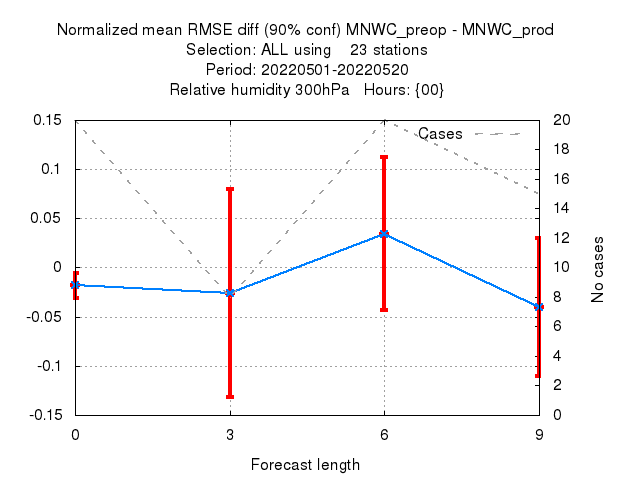 Normalized mean RMSE diff (90% conf) MNWC_preop - MNWC_prod
Selection: ALL using    23 stations
Period: 20220501-20220520
Relative humidity 300hPa   Hours: {00}
0.15
0.1
0.05
0
-0.05
-0.1
-0.15
Cases
20
18
16
14
12
10
8
6
4
2
0
No cases
0 3 6 9
Forecast length